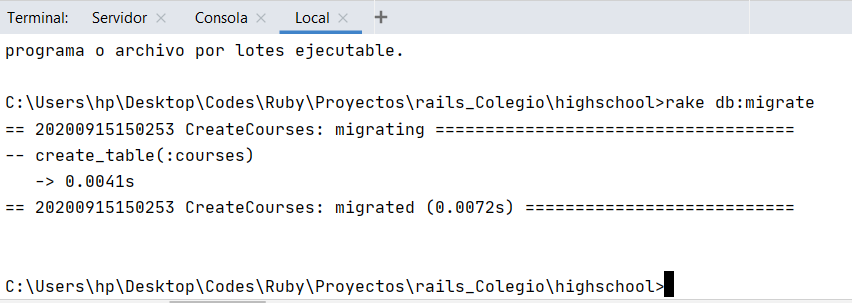 Terminal: Servidor × Consola × Local × +
programa o archivo por lotes ejecutable.
C:\Users\hp\Desktop\Codes\Ruby\Proyectos\rails_Colegio\highschool>rake db:migrate
== 20200915150253 CreateCourses: migrating ====================================
-- create_table(:courses)
   -> 0.0041s
== 20200915150253 CreateCourses: migrated (0.0072s) ===========================
C:\Users\hp\Desktop\Codes\Ruby\Proyectos\rails_Colegio\highschool>